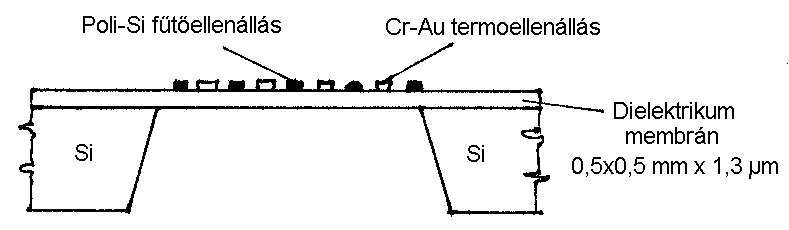 Poli-Si fűtőellenállás
Cr-Au termoellenállás
Si
Si
Dielektrikum
membrán
0,5x0,5 mm x 1,3 µm